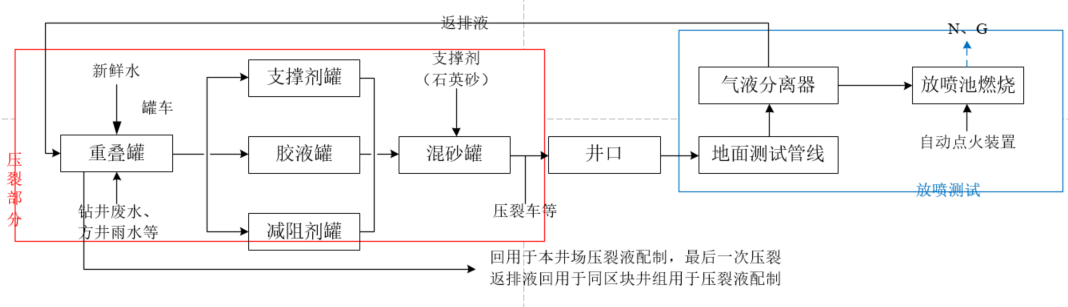 返排液
N、G
新鲜水
罐车
支撑剂罐
支撑剂
（石英砂）
气液分离器
放喷池燃烧
自动点火装置
重叠罐
胶液罐
混砂罐
井口
地面测试管线
放喷测试
压裂部分
钻井废水、
方井雨水等
减阻剂罐
压裂车等
回用于本井场压裂液配制，最后一次压裂
返排液回用于同区块井组用于压裂液配制